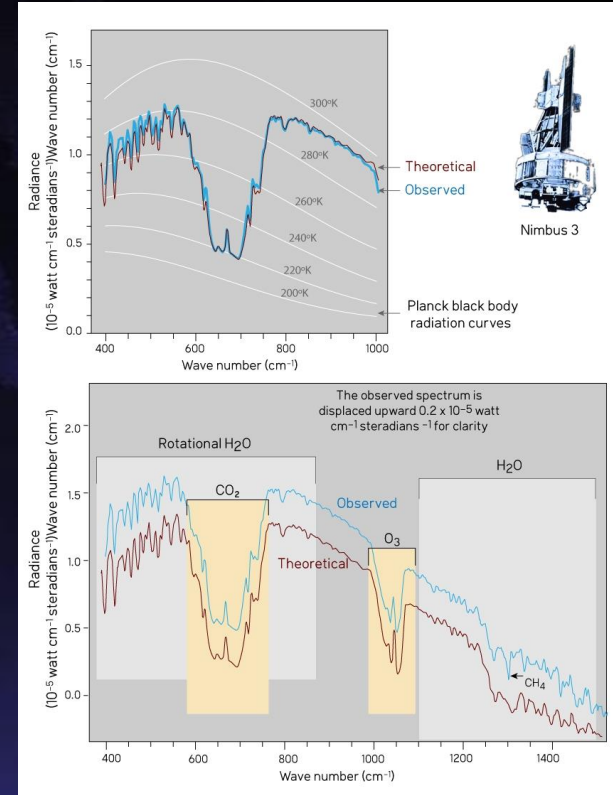 Radiance
(10⁻⁵ watt cm⁻¹ steradians⁻¹)Wave number (cm⁻¹)
1.5
1.0
0.5
0.0
300ºK
280ºK
260ºK
240ºK
220ºK
200ºK
Theoretical
Observed
Nimbus 3
Planck black body
radiation curves
400
600
800
1000
Wave number (cm⁻¹)
The observed spectrum is
displaced upward 0.2 x 10⁻⁵ watt
cm⁻¹ steradians ⁻¹ for clarity
Radiance
(10⁻⁵ watt cm⁻¹ steradians⁻¹)Wave number (cm⁻¹)
2.0
1.5
1.0
0.5
0.0
Rotational H₂O
CO₂
H₂O
Observed
O₃
Theoretical
CH₄
400
600
800
1000
1200
1400
Wave number (cm⁻¹)